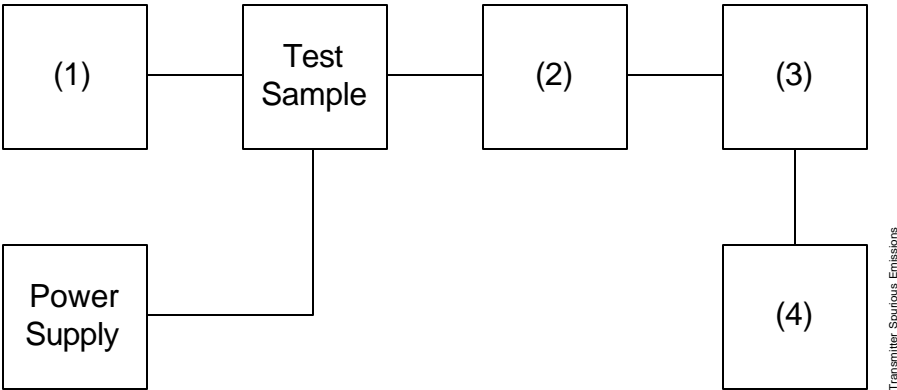 (1)
Test
Sample
(2)
(3)
Power
Supply
(4)
Transmitter Spurious Emissions